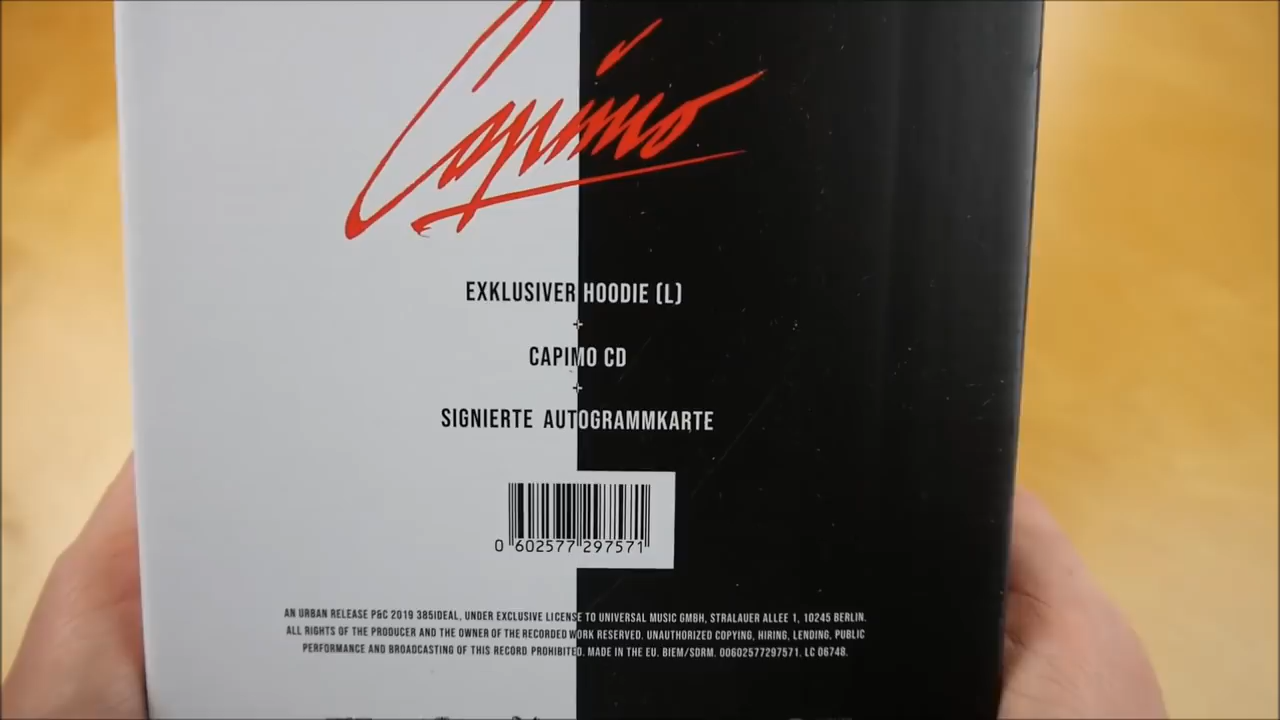 Capimo
EXKLUSIVER HOODIE (L)
+
CAPIMO CD
+
SIGNIERTE AUTOGRAMMKARTE
0 602577 297571
AN URBAN RELEASE P&C 2019 385IDEAL, UNDER EXCLUSIVE LICENSE TO UNIVERSAL MUSIC GMBH, STRALAUER ALLEE 1, 10245 BERLIN.
ALL RIGHTS OF THE PRODUCER AND THE OWNER OF THE RECORDED WORK RESERVED. UNAUTHORIZED COPYING, HIRING, LENDING, PUBLIC
PERFORMANCE AND BROADCASTING OF THIS RECORD PROHIBITED. MADE IN THE EU. BIEM/SDRM. 00602577297571. LC 06748.